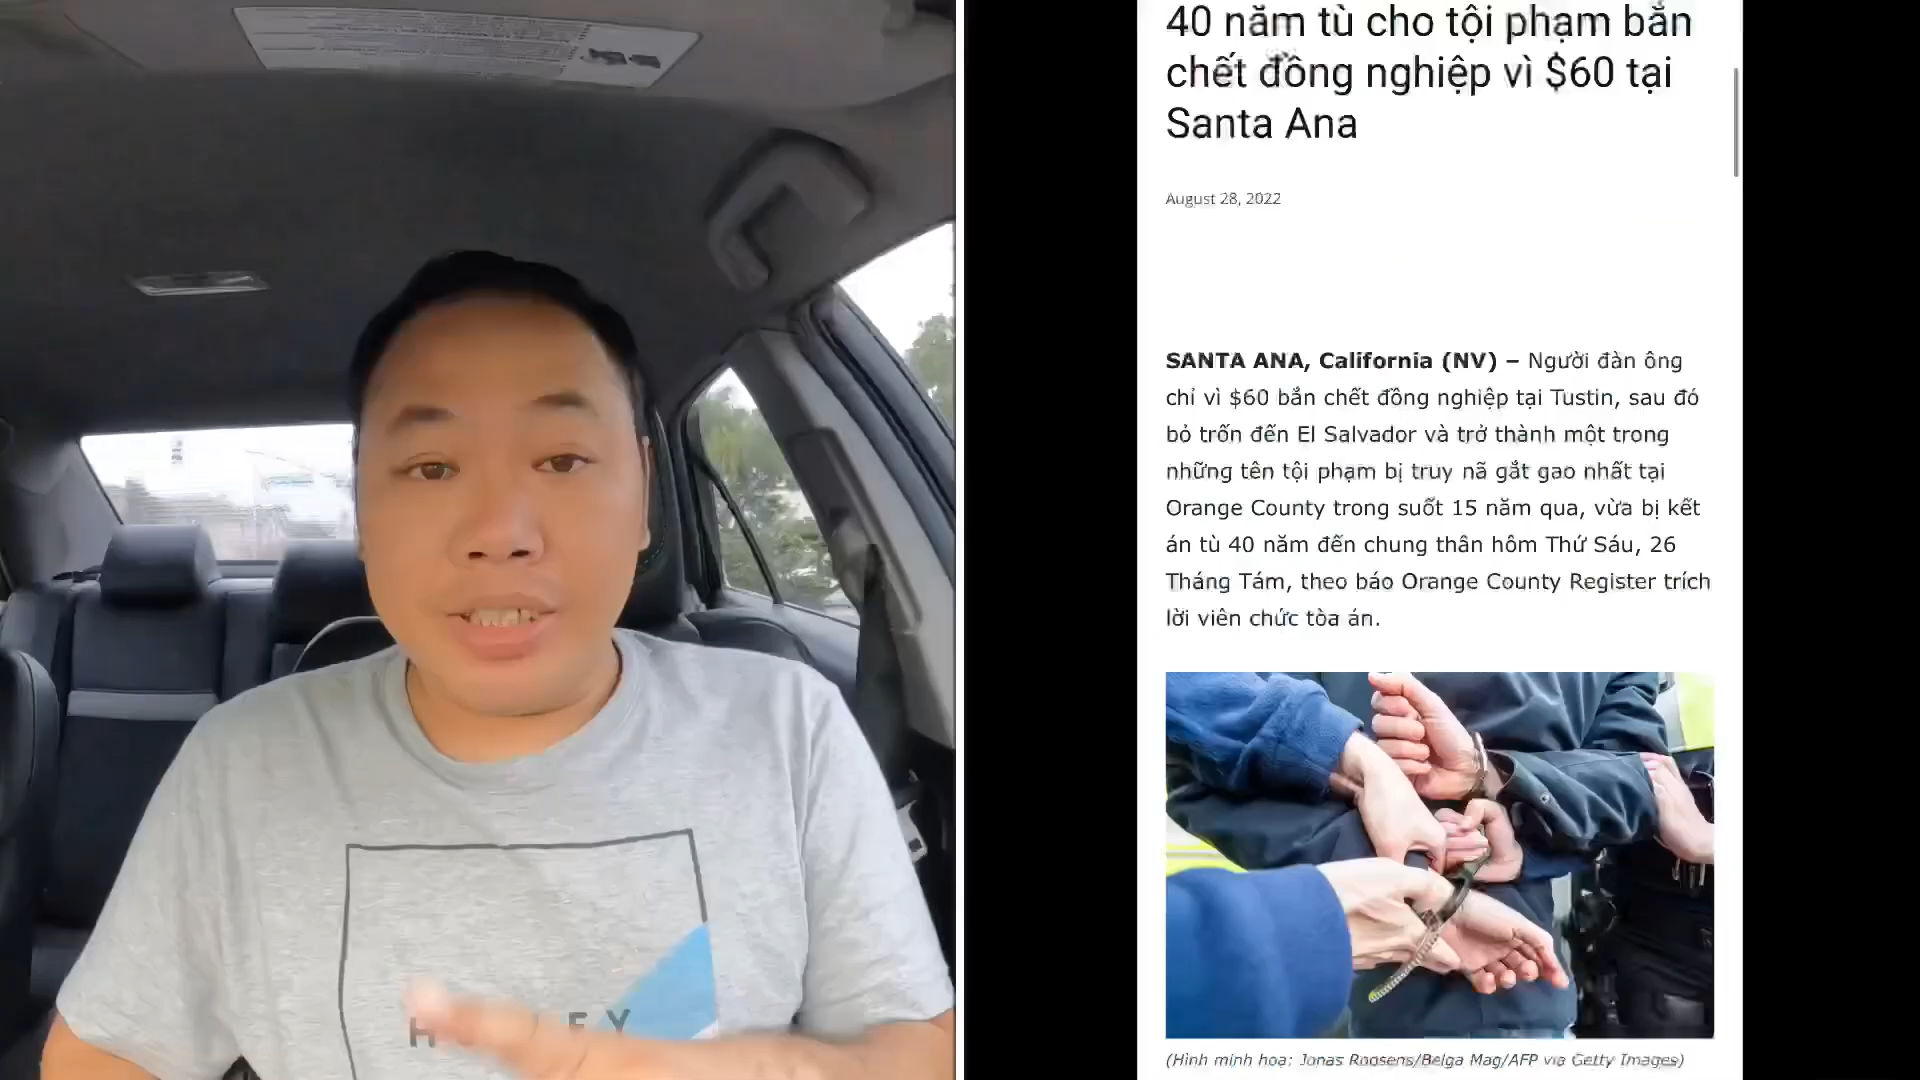 40 năm tù cho tội phạm bắn
chết đồng nghiệp vì $60 tại
Santa Ana
August 28, 2022
SANTA ANA, California (NV) – Người đàn ông
chỉ vì $60 bắn chết đồng nghiệp tại Tustin, sau đó
bỏ trốn đến El Salvador và trở thành một trong
những tên tội phạm bị truy nã gắt gao nhất tại
Orange County trong suốt 15 năm qua, vừa bị kết
án tù 40 năm đến chung thân hôm Thứ Sáu, 26
Tháng Tám, theo báo Orange County Register trích
lời viên chức tòa án.
(Hình minh họa: Jonas Roosens/Belga Mag/AFP via Getty Images)